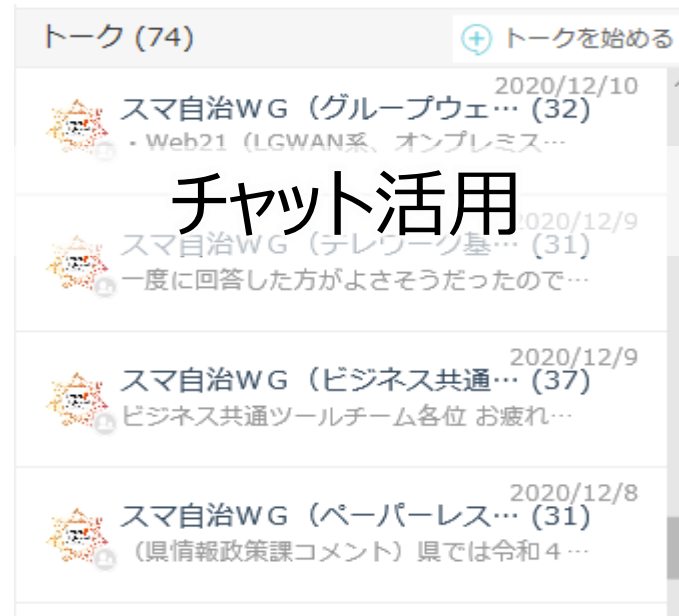 トーク (74)
トークを始める
2020/12/10
スマ自治WG（グループウェ… (32)
・Web21（LGWAN系、オンプレミス…
チャット活用
2020/12/9
スマ自治WG（テレワーク基… (31)
一度に回答した方がよさそうだったので…
2020/12/9
スマ自治WG（ビジネス共通… (37)
ビジネス共通ツールチーム各位 お疲れ…
2020/12/8
スマ自治WG（ペーパーレス… (31)
（県情報政策課コメント）県では令和４…